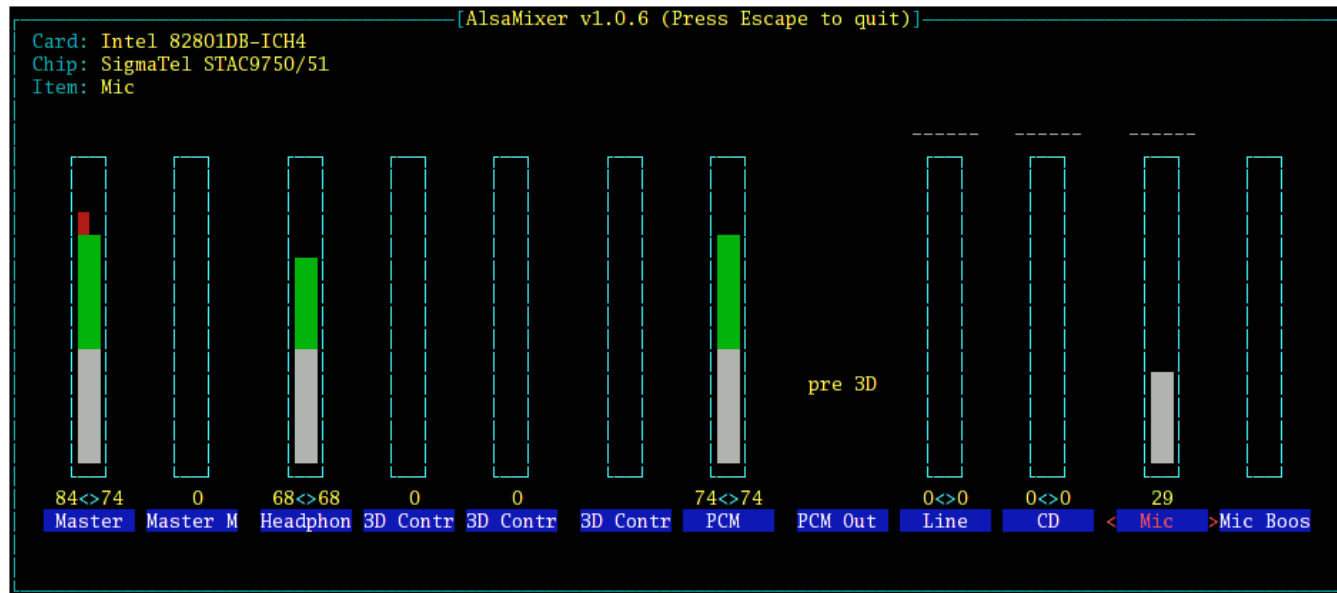 [AlsaMixer v1.0.6 (Press Escape to quit)]
Card: Intel 82801DB-ICH4
Chip: SigmaTel STAC9750/51
Item: Mic
------ ------ ------
pre 3D
84<>74 0 68<>68 0 0 74<>74 0<>0 0<>0 29
Master Master M Headphon 3D Contr 3D Contr 3D Contr PCM PCM Out Line CD < Mic >Mic Boos